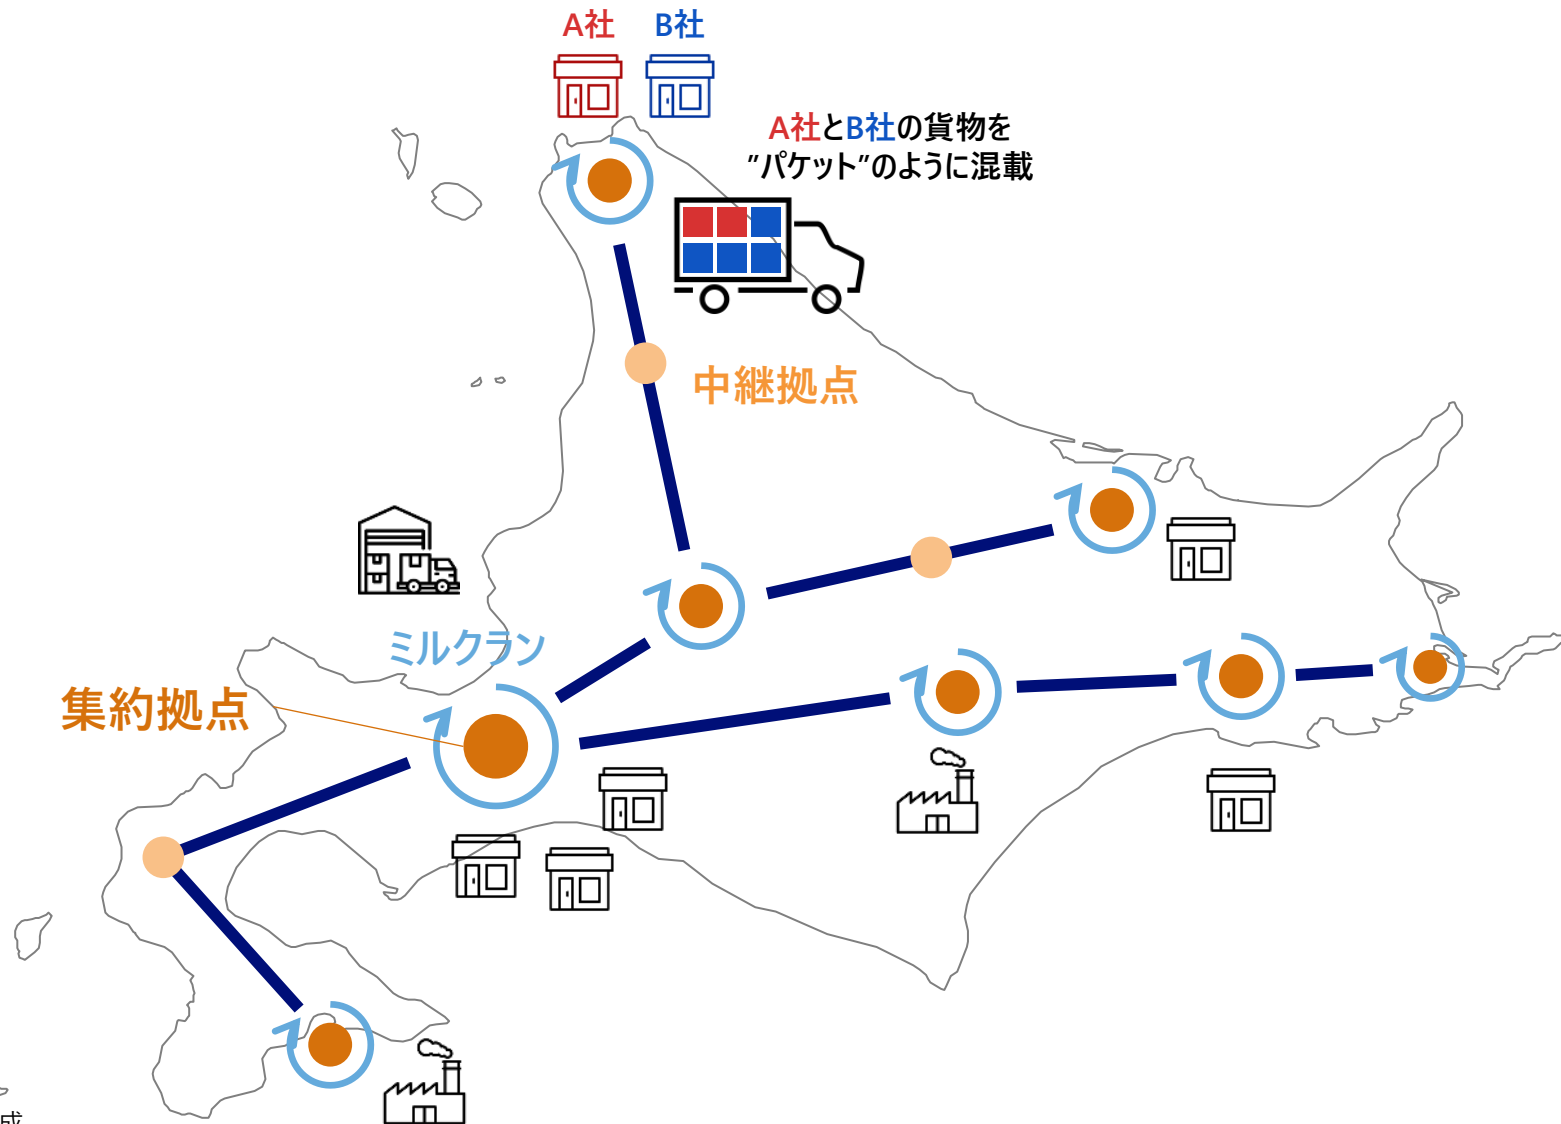 A社 B社
A社とB社の貨物を
”パケット”のように混載
中継拠点
ミルクラン
集約拠点
成